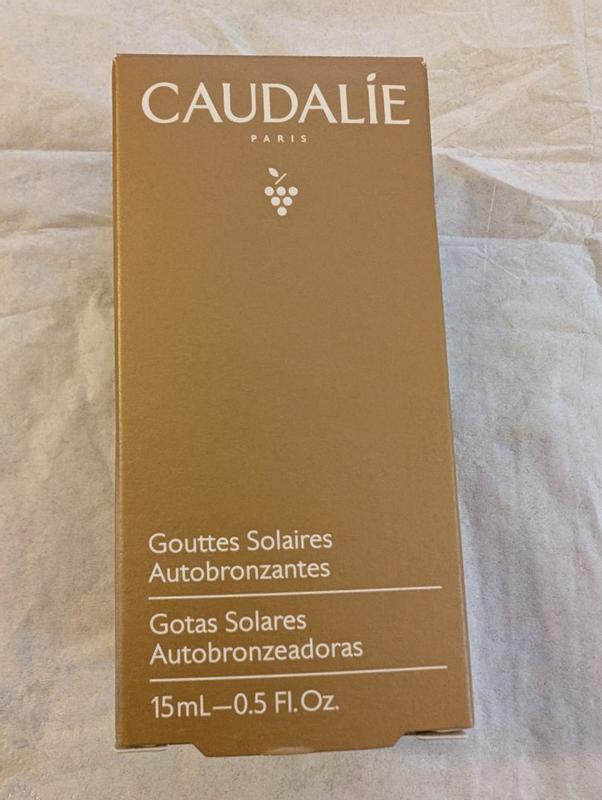 CAUDALÍE
PARIS
Gouttes Solaires
Autobronzantes
Gotas Solares
Autobronzeadoras
15mL—0.5 Fl.Oz.